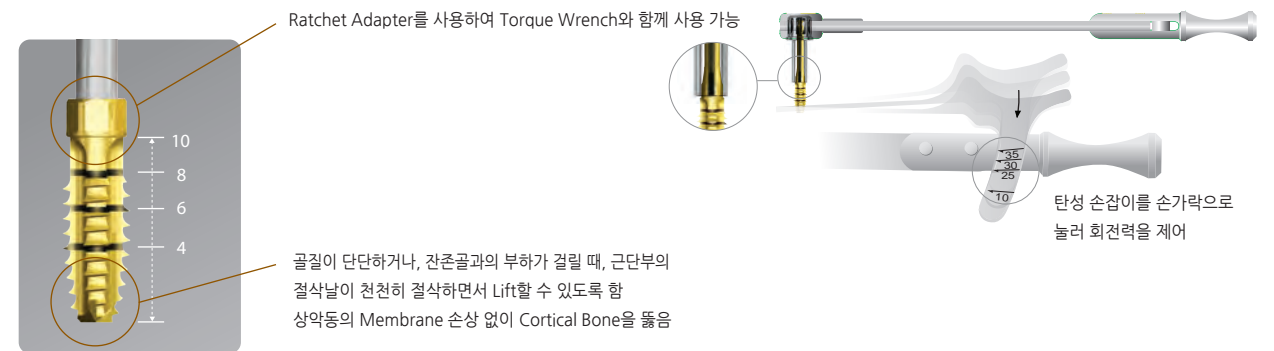 Ratchet Adapter를 사용하여 Torque Wrench와 함께 사용 가능
10
8
6
4
35
30
25
10
탄성 손잡이를 손가락으로
눌러 회전력을 제어
골질이 단단하거나, 잔존골과의 부하가 걸릴 때, 근단부의
절삭날이 천천히 절삭하면서 Lift할 수 있도록 함
상악동의 Membrane 손상 없이 Cortical Bone을 뚫음